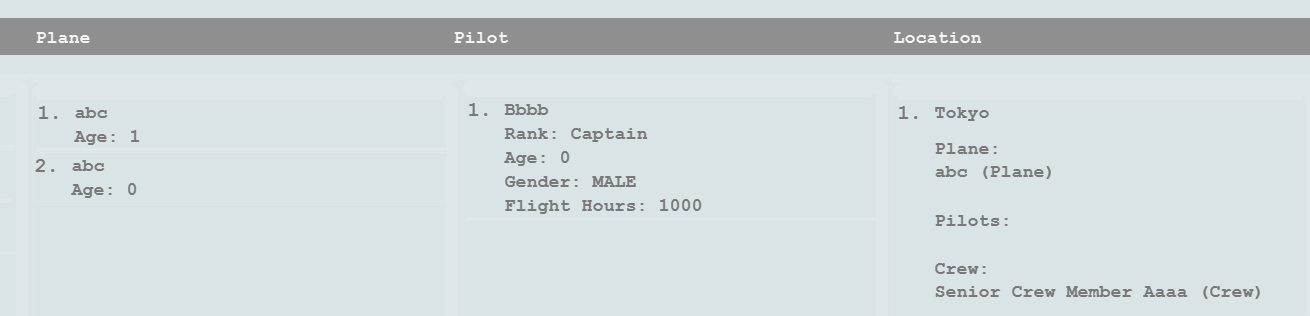 Plane
Pilot
Location
1. abc
Age: 1
2. abc
Age: 0
1. Bbbb
Rank: Captain
Age: 0
Gender: MALE
Flight Hours: 1000
1. Tokyo
Plane:
abc (Plane)
Pilots:
Crew:
Senior Crew Member Aaaa (Crew)